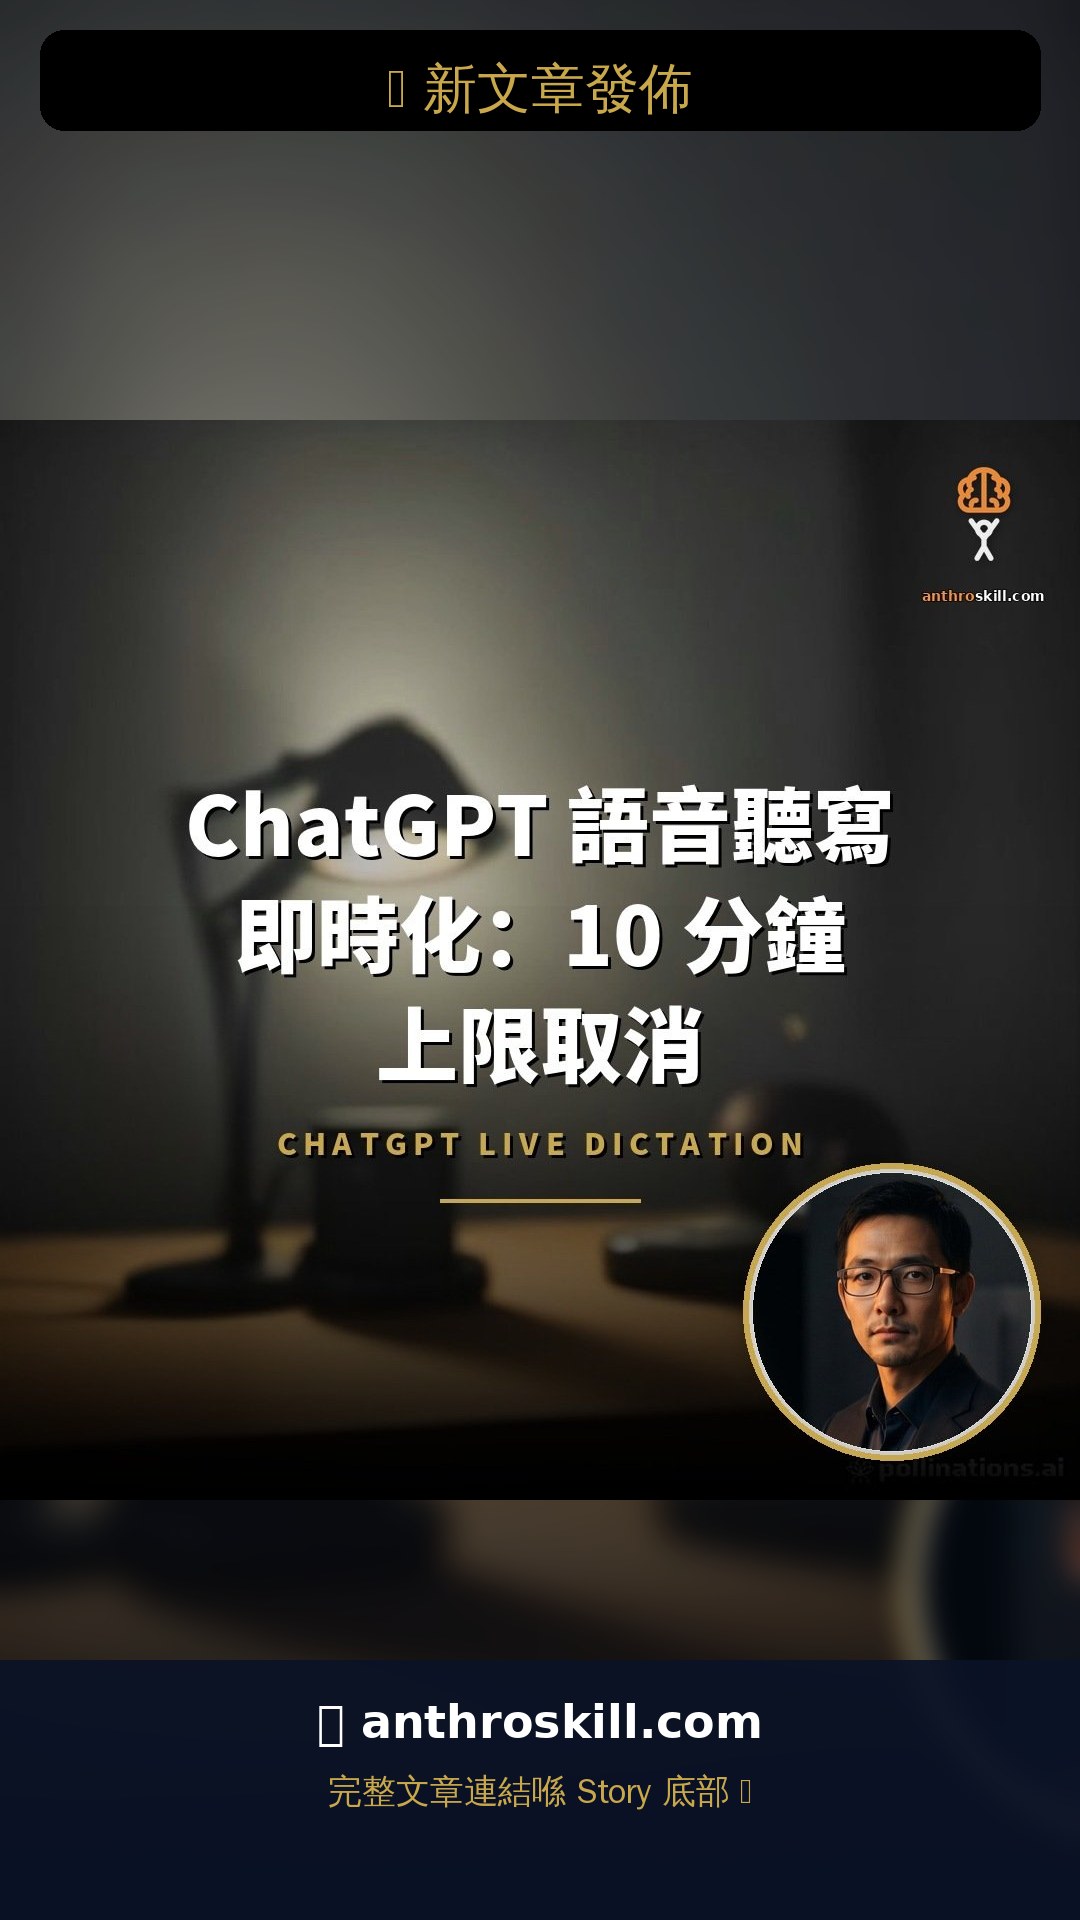 新文章發佈
anthroskill.com
ChatGPT 語音聽寫
即時化：10 分鐘
上限取消
CHATGPT LIVE DICTATION
pollinations.ai
anthroskill.com
完整文章連結喺 Story 底部